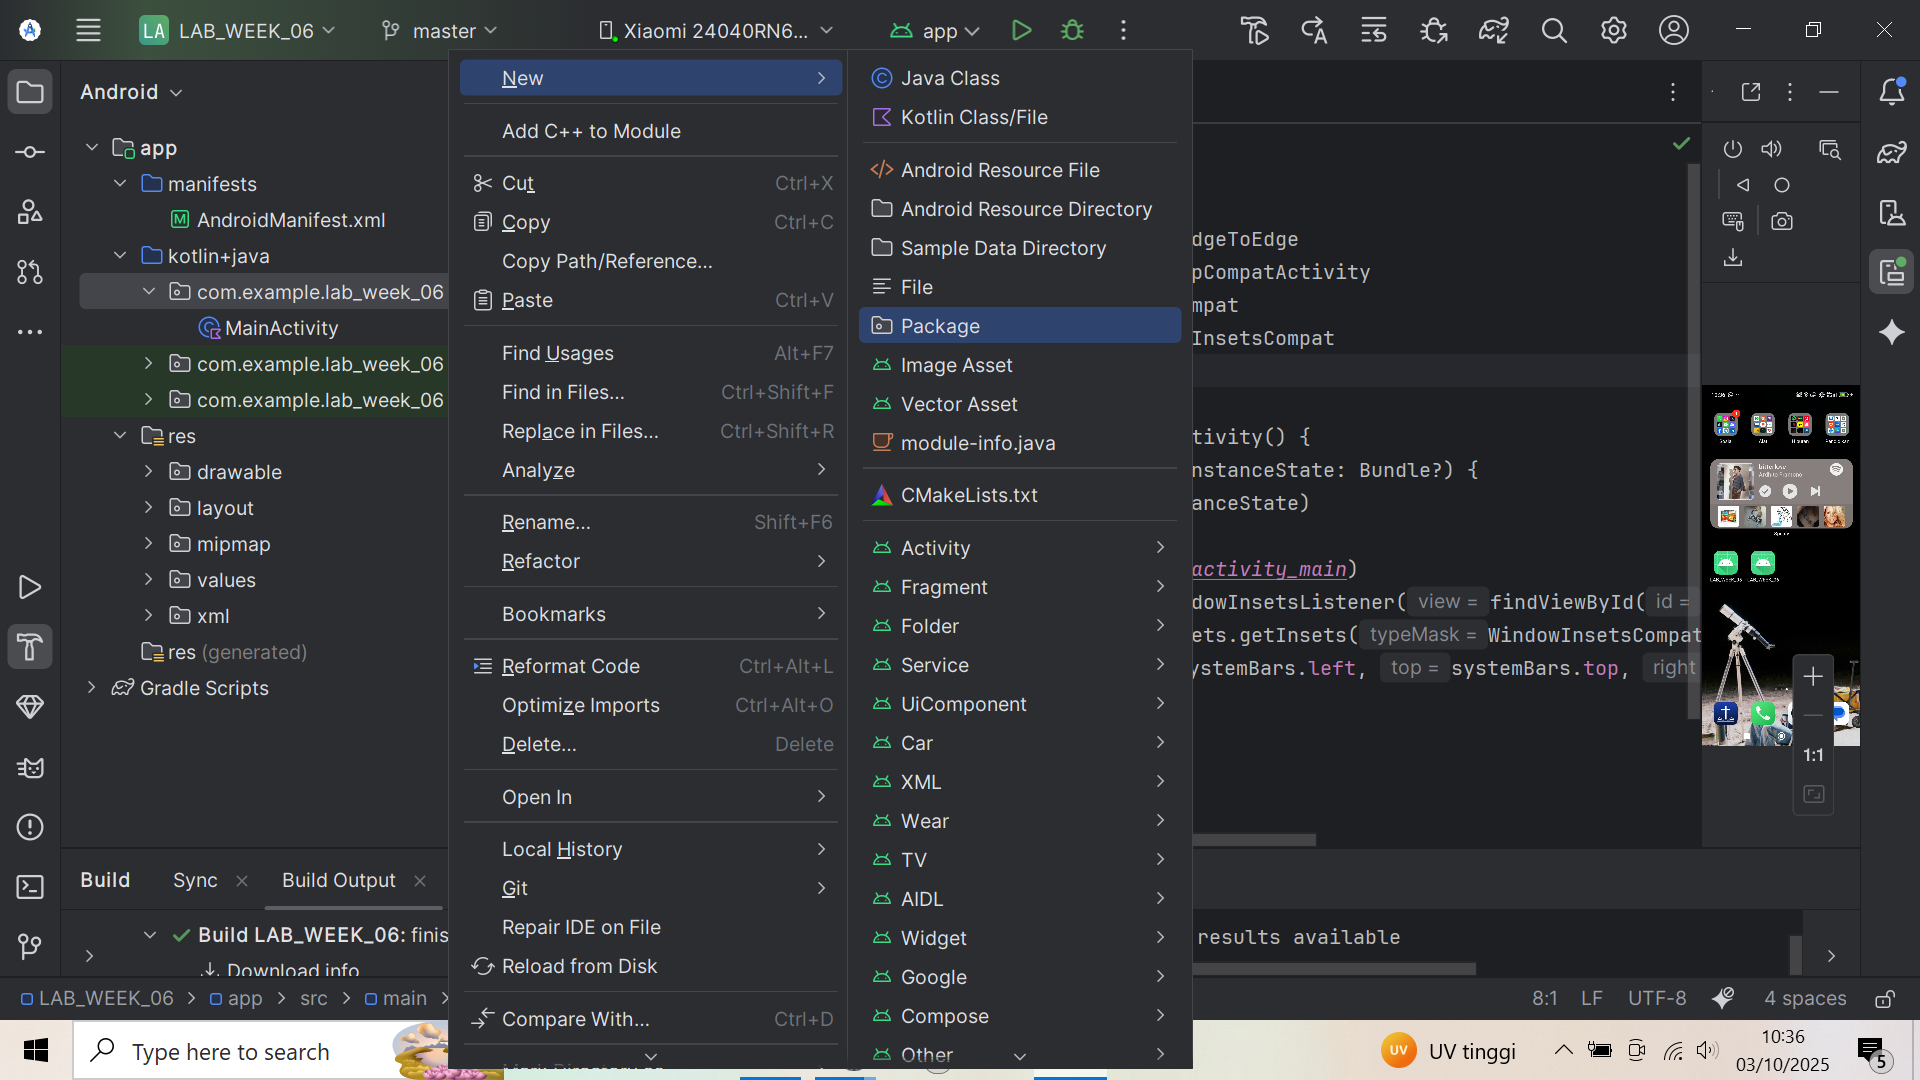 LA LAB_WEEK_06
master
Xiaomi 24040RN6...
app
Android
app
manifests
AndroidManifest.xml
kotlin+java
com.example.lab_week_06
MainActivity
com.example.lab_week_06
com.example.lab_week_06
res
drawable
layout
mipmap
values
xml
res (generated)
Gradle Scripts
New
Add C++ to Module
Cut Ctrl+X
Copy Ctrl+C
Copy Path/Reference...
Paste Ctrl+V
Find Usages Alt+F7
Find in Files... Ctrl+Shift+F
Replace in Files... Ctrl+Shift+R
Analyze
Rename... Shift+F6
Refactor
Bookmarks
Reformat Code Ctrl+Alt+L
Optimize Imports Ctrl+Alt+O
Delete... Delete
Open In
Local History
Git
Repair IDE on File
Reload from Disk
Compare With... Ctrl+D
Java Class
Kotlin Class/File
Android Resource File
Android Resource Directory
Sample Data Directory
File
Package
Image Asset
Vector Asset
module-info.java
CMakeLists.txt
Activity
Fragment
Folder
Service
UiComponent
Car
XML
Wear
TV
AIDL
Widget
Google
Compose
Other
dgeToEdge
pCompatActivity
mpat
InsetsCompat
tivity() {
nstanceState: Bundle?) {
anceState)
activity_main)
dowInsetsListener( view = findViewById( id =
ets.getInsets( typeMask = WindowInsetsCompat
ystemBars.left, top = systemBars.top, right
1:1
Build Sync Build Output
Build LAB_WEEK_06: finis
Download info
results available
LAB_WEEK_06 > app > src > main >
8:1 LF UTF-8 4 spaces
Type here to search
UV UV tinggi
10:36
03/10/2025
5